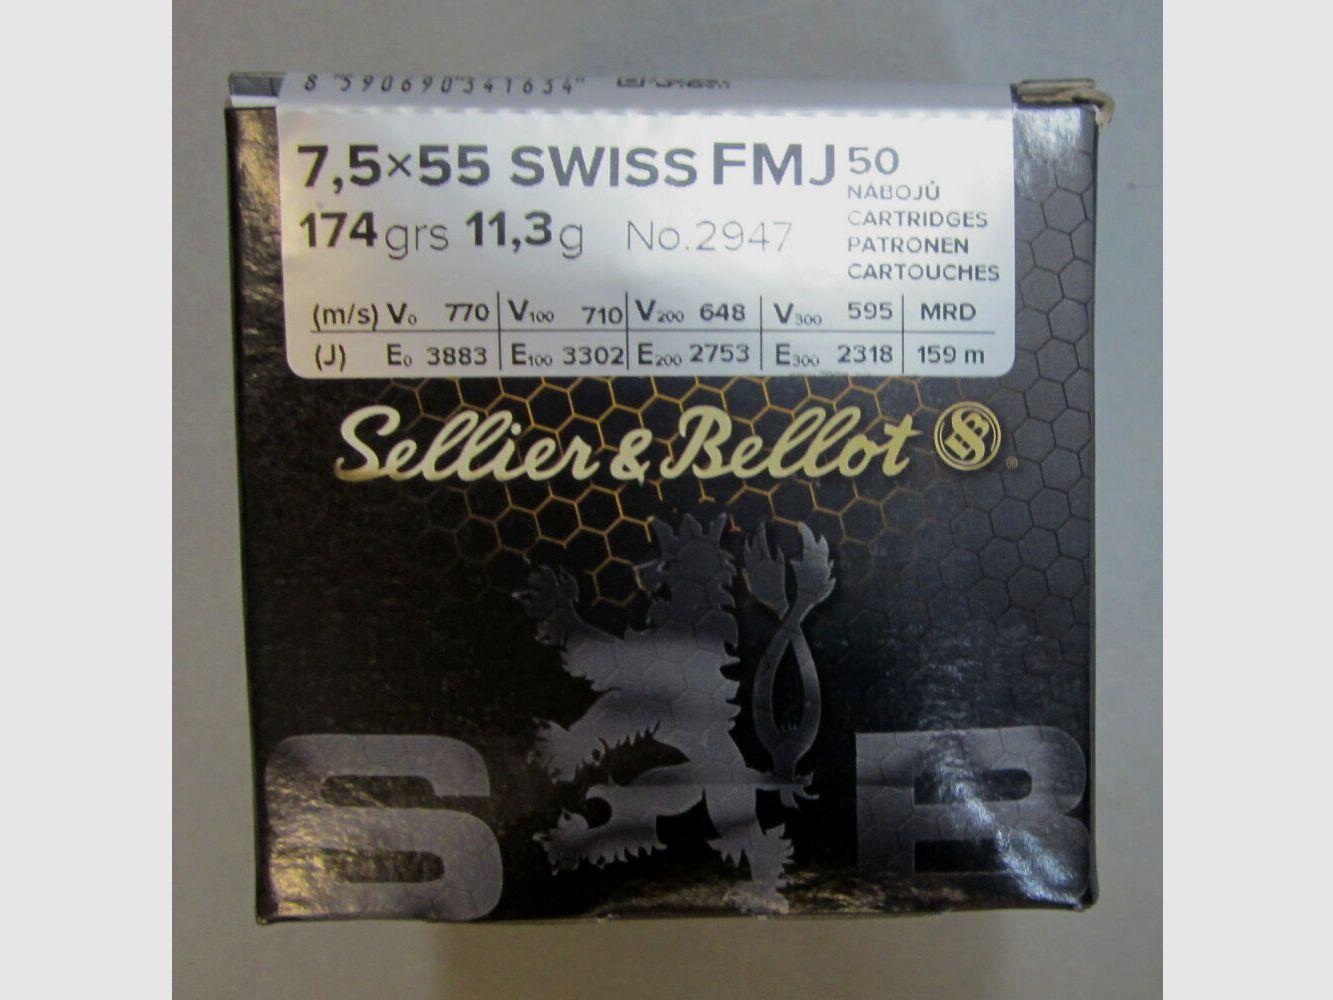 8 590690 341634
7,5×55 SWISS FMJ 50
NÁBOJŮ
174 grs 11,3 g No.2947
CARTRIDGES
PATRONEN
CARTOUCHES
(m/s) V₀ 770 V₁₀₀ 710 V₂₀₀ 648 V₃₀₀ 595 MRD
(J) E₀ 3883 E₁₀₀ 3302 E₂₀₀ 2753 E₃₀₀ 2318 159 m
Sellier & Bellot SB ®
S B